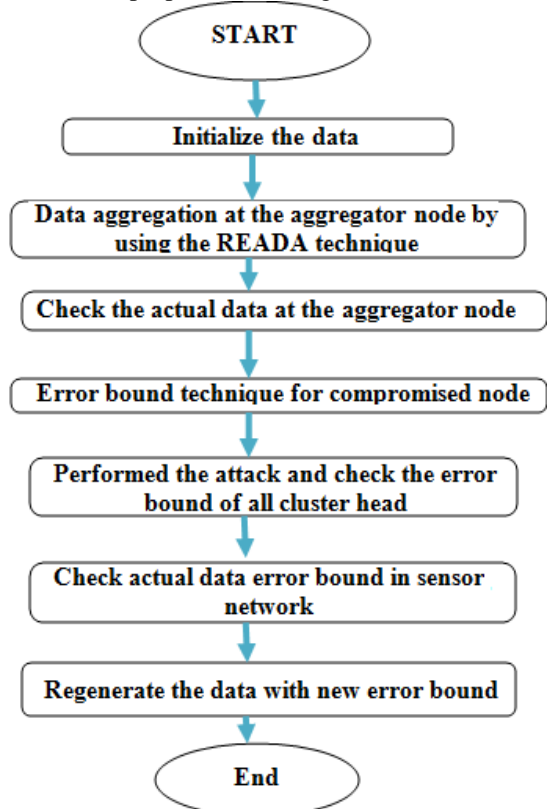 START
Initialize the data
Data aggregation at the aggregator node by
using the READA technique
Check the actual data at the aggregator node
Error bound technique for compromised node
Performed the attack and check the error
bound of all cluster head
Check actual data error bound in sensor
network
Regenerate the data with new error bound
End